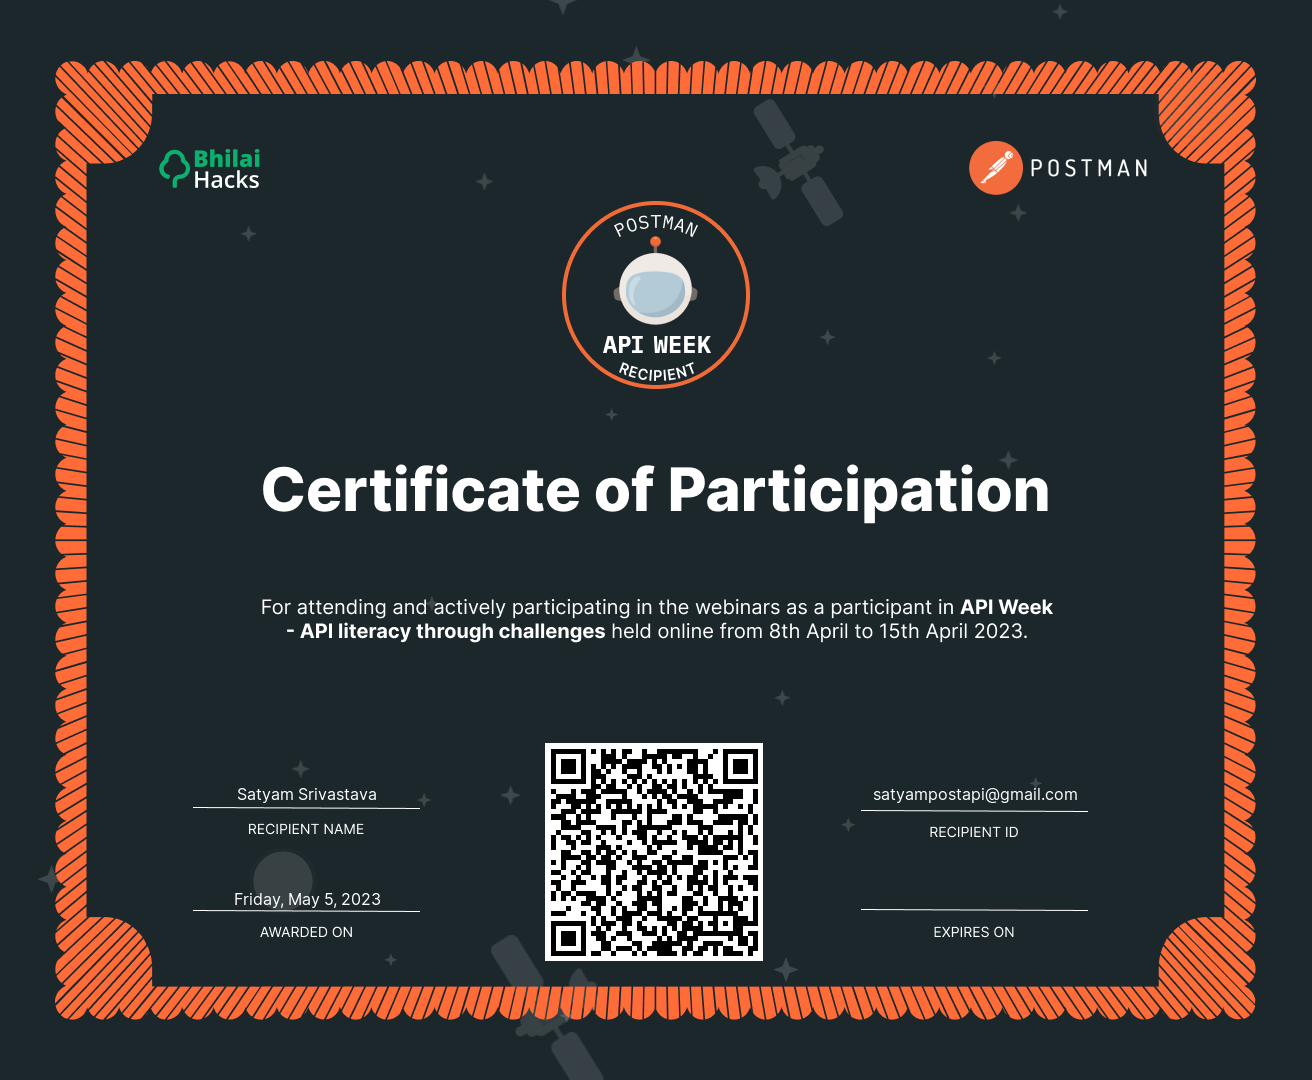 Bhilai
Hacks
POSTMAN
POSTMAN
API WEEK
RECIPIENT
Certificate of Participation
For attending and actively participating in the webinars as a participant in API Week
- API literacy through challenges held online from 8th April to 15th April 2023.
Satyam Srivastava
RECIPIENT NAME
satyampostapi@gmail.com
RECIPIENT ID
Friday, May 5, 2023
AWARDED ON
EXPIRES ON